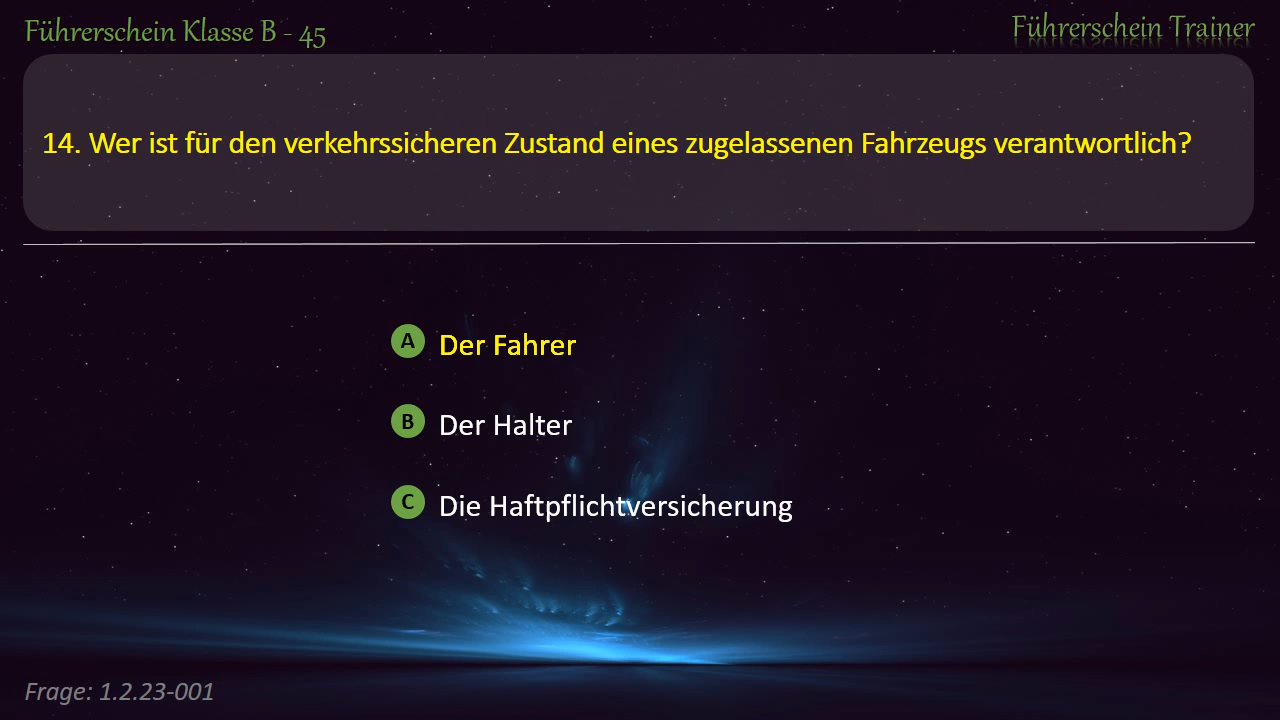 Führerschein Klasse B - 45
Führerschein Trainer
14. Wer ist für den verkehrssicheren Zustand eines zugelassenen Fahrzeugs verantwortlich?
A Der Fahrer
B Der Halter
C Die Haftpflichtversicherung
Frage: 1.2.23-001